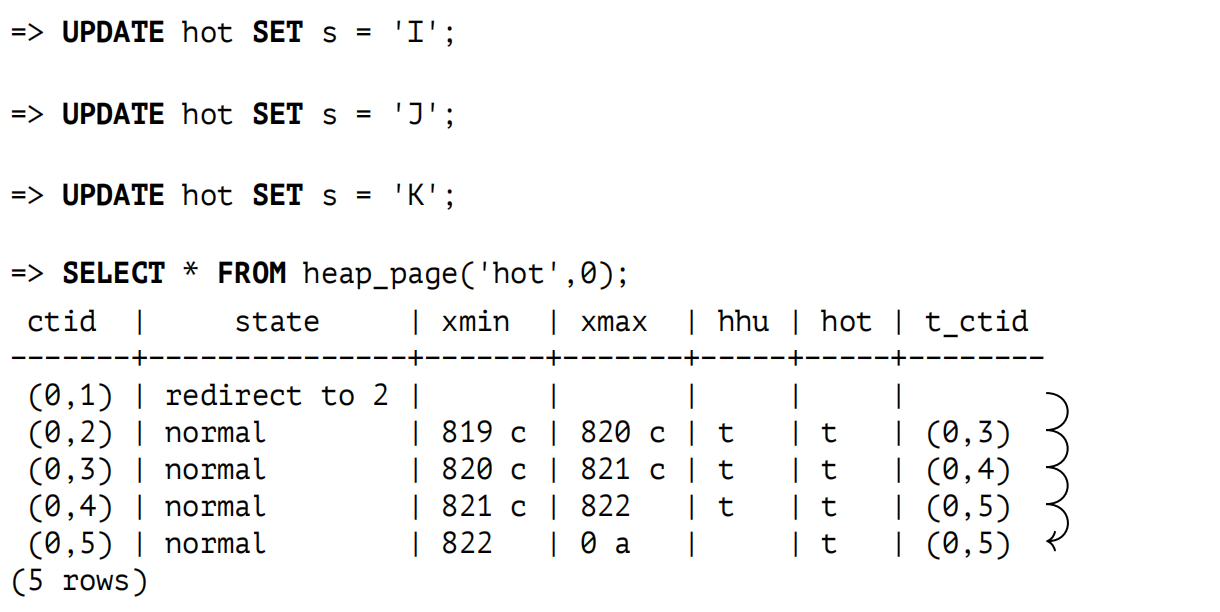 => UPDATE hot SET s = 'I';
=> UPDATE hot SET s = 'J';
=> UPDATE hot SET s = 'K';
=> SELECT * FROM heap_page('hot',0);
 ctid  |     state     | xmin  | xmax  | hhu | hot | t_ctid
-------+---------------+-------+-------+-----+-----+--------
 (0,1) | redirect to 2 |       |       |     |     |
 (0,2) | normal        | 819 c | 820 c | t   | t   | (0,3)
 (0,3) | normal        | 820 c | 821 c | t   | t   | (0,4)
 (0,4) | normal        | 821 c | 822   | t   | t   | (0,5)
 (0,5) | normal        | 822   | 0 a   |     | t   | (0,5)
(5 rows)